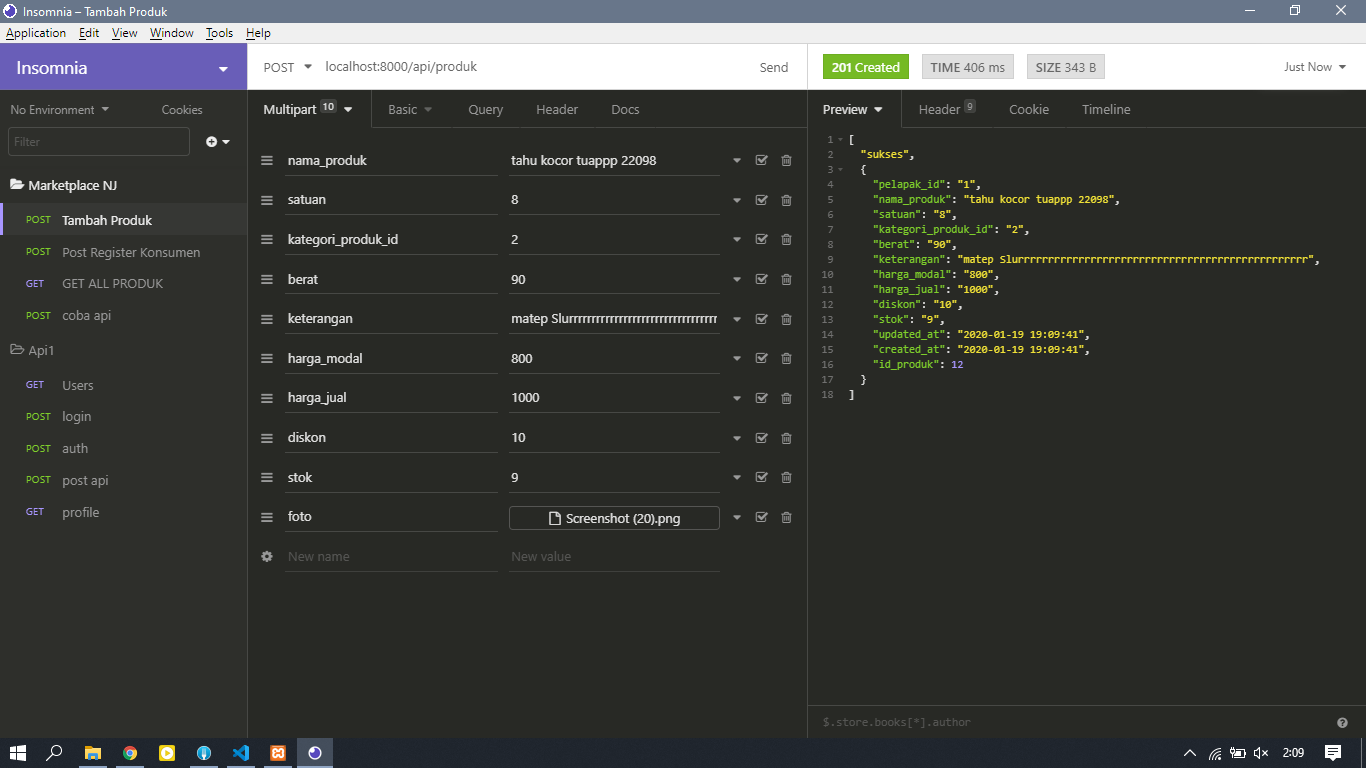 Insomnia – Tambah Produk
Application Edit View Window Tools Help
Insomnia
POST localhost:8000/api/produk Send
201 Created TIME 406 ms SIZE 343 B Just Now
No Environment Cookies
Filter
Marketplace NJ
POST Tambah Produk
POST Post Register Konsumen
GET GET ALL PRODUK
POST coba api
Api1
GET Users
POST login
POST auth
POST post api
GET profile
Multipart 10 Basic Query Header Docs
nama_produk tahu kocor tuappp 22098
satuan 8
kategori_produk_id 2
berat 90
keterangan matep Slurrrrrrrrrrrrrrrrrrrrrrrrrrrrrrrr
harga_modal 800
harga_jual 1000
diskon 10
stok 9
foto Screenshot (20).png
New name New value
Preview Header 9 Cookie Timeline
1 [
2 "sukses",
3 {
4 "pelapak_id": "1",
5 "nama_produk": "tahu kocor tuappp 22098",
6 "satuan": "8",
7 "kategori_produk_id": "2",
8 "berat": "90",
9 "keterangan": "matep Slurrrrrrrrrrrrrrrrrrrrrrrrrrrrrrrrrrrrrrrrrrrrrrrr",
10 "harga_modal": "800",
11 "harga_jual": "1000",
12 "diskon": "10",
13 "stok": "9",
14 "updated_at": "2020-01-19 19:09:41",
15 "created_at": "2020-01-19 19:09:41",
16 "id_produk": 12
17 }
18 ]
$.store.books[*].author
2:09